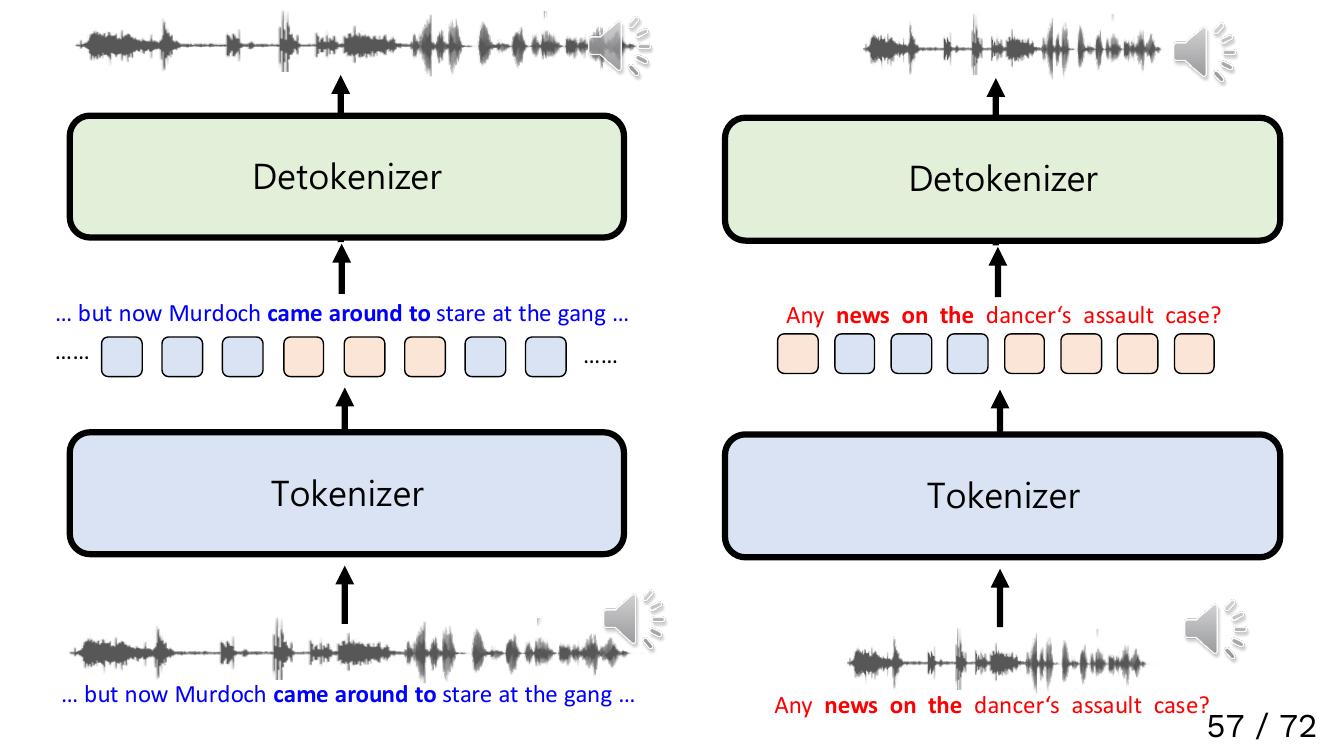 Detokenizer
... but now Murdoch came around to stare at the gang ...
...... ......
Tokenizer
... but now Murdoch came around to stare at the gang ...
Detokenizer
Any news on the dancer‘s assault case?
Tokenizer
Any news on the dancer‘s assault case?
57 / 72